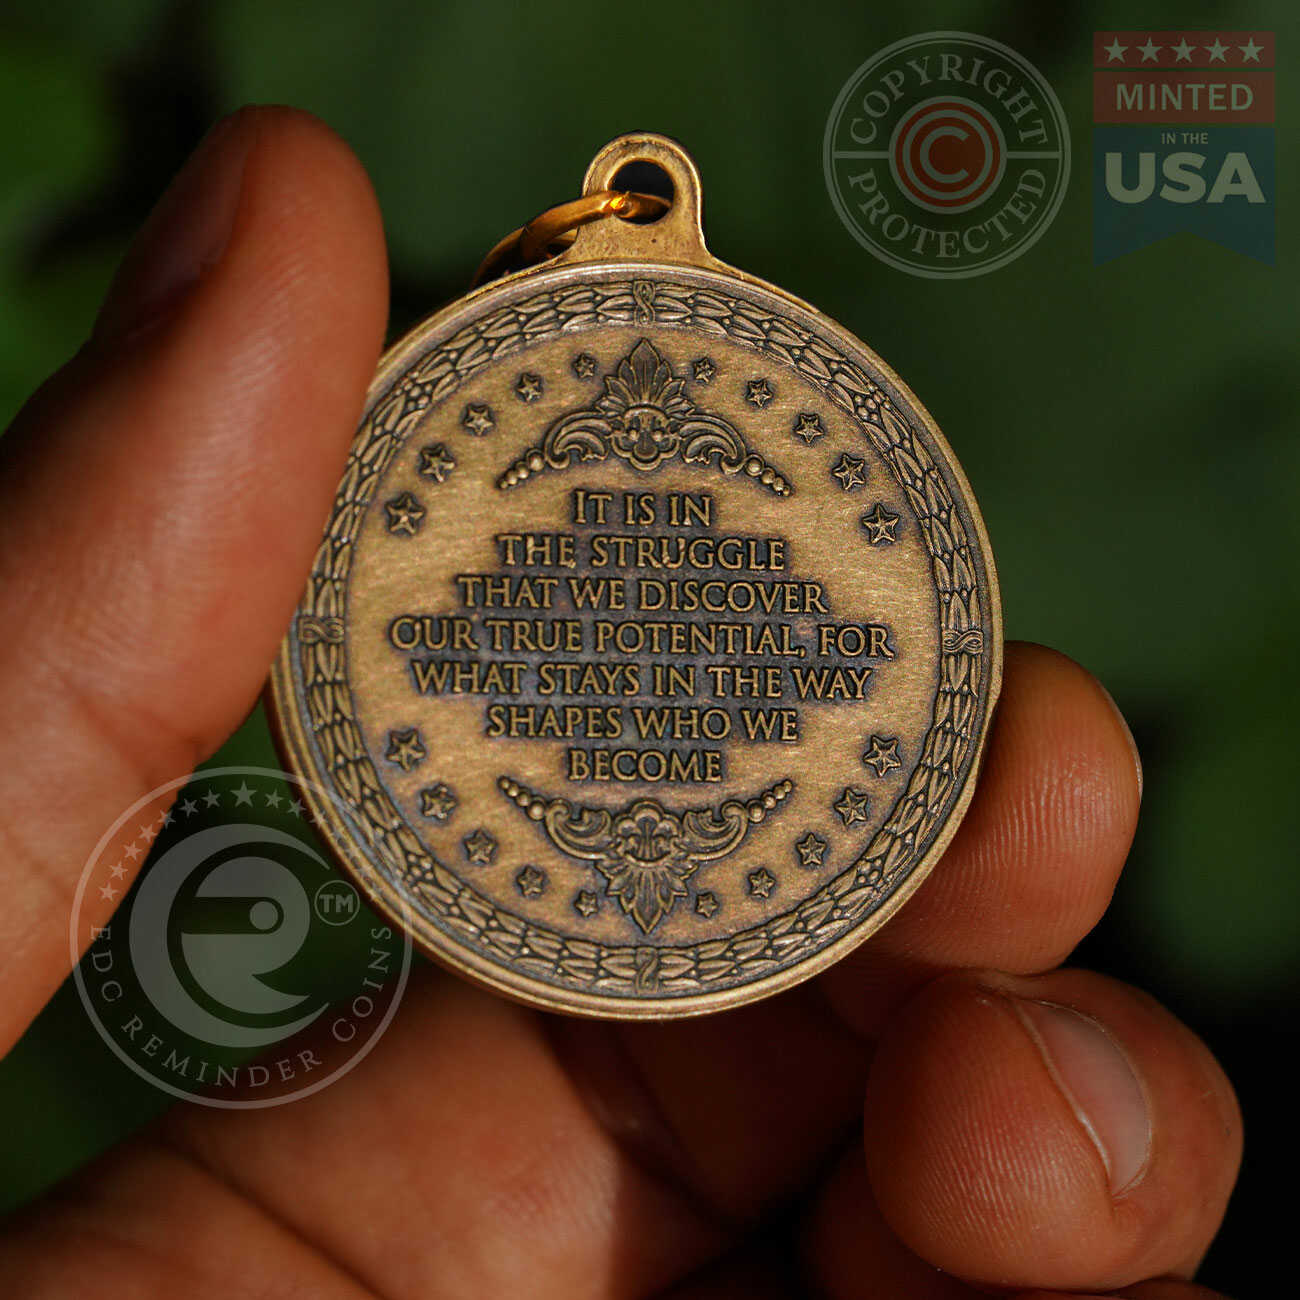 COPYRIGHT
C
PROTECTED
MINTED
IN THE
USA
IT IS IN
THE STRUGGLE
THAT WE DISCOVER
OUR TRUE POTENTIAL, FOR
WHAT STAYS IN THE WAY
SHAPES WHO WE
BECOME
TM
EDC REMINDER COINS